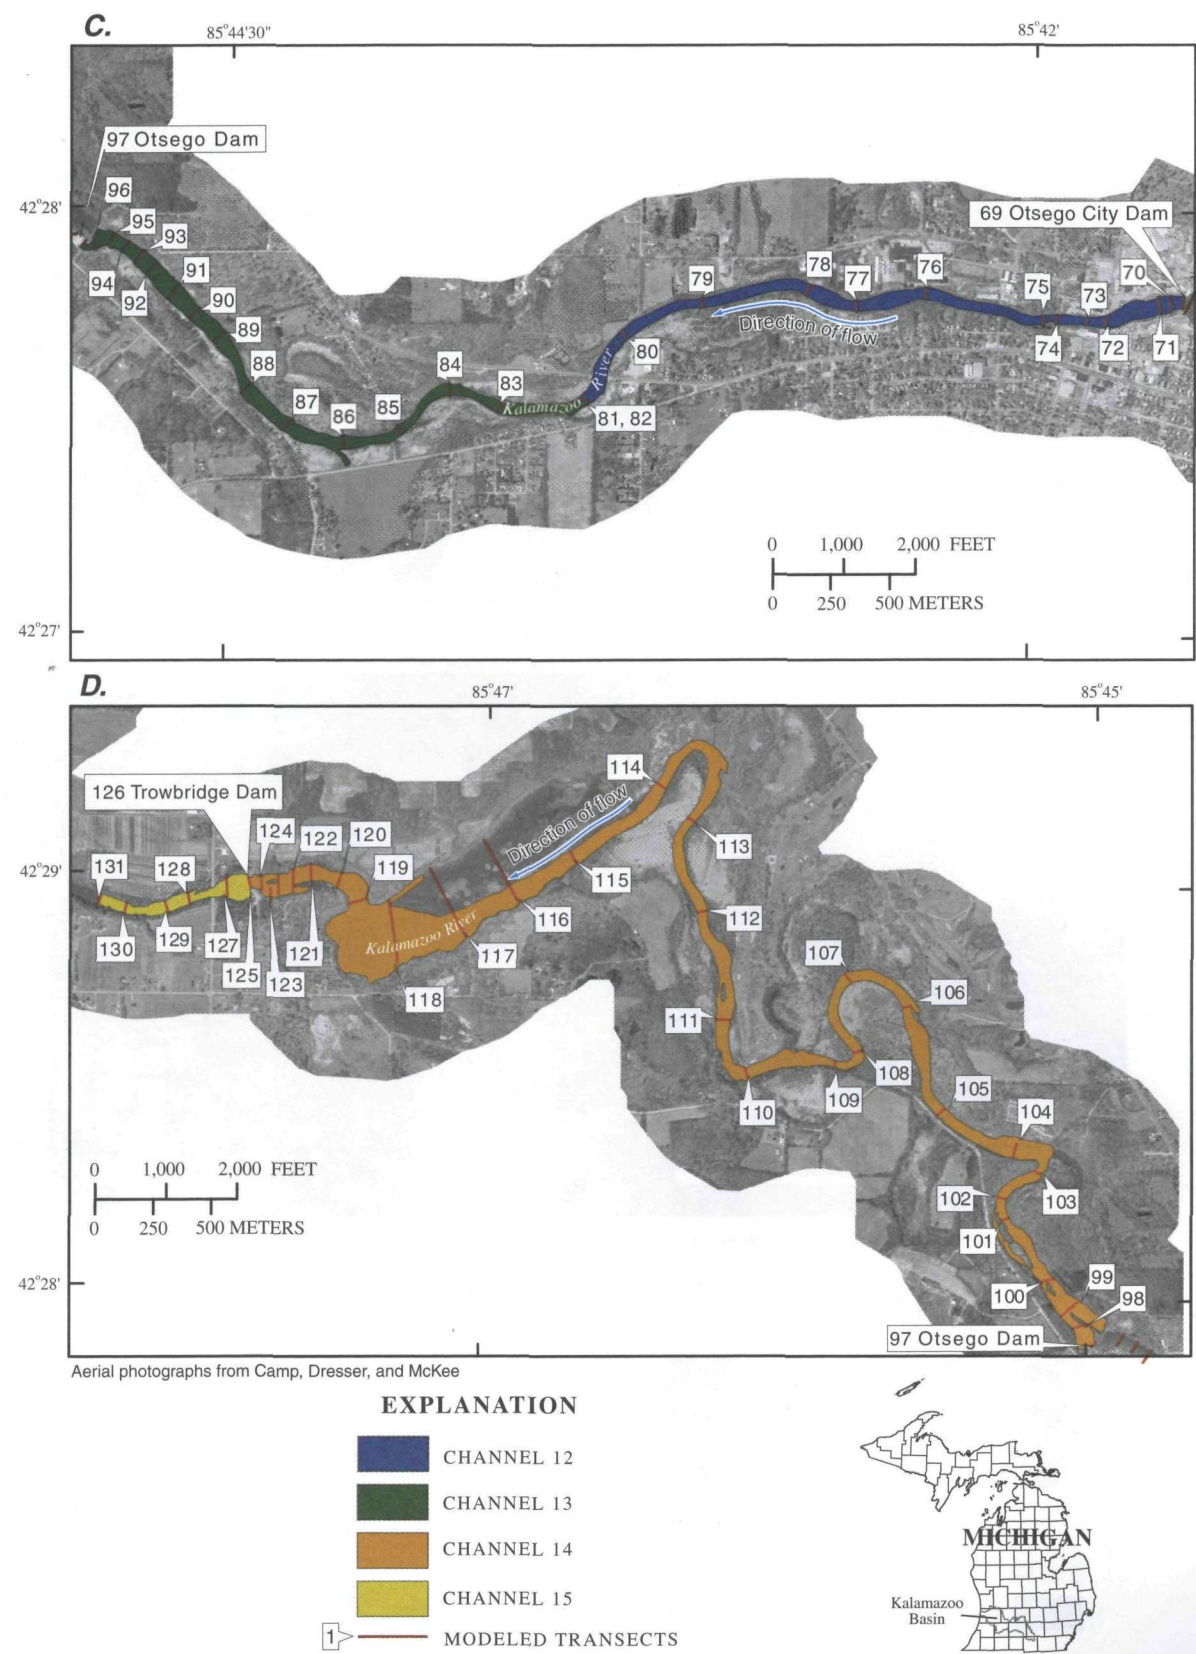 C.
85°44'30"
85°42'
97 Otsego Dam
96
42°28'
95
93
69 Otsego City Dam
94
92
91
90
89
88
87
86
85
84
83
Kalamazoo
River
81, 82
80
79
78
77
76
Direction of flow
75
74
73
72
71
70
0 1,000 2,000 FEET
0 250 500 METERS
42°27'
D.
85°47'
85°45'
126 Trowbridge Dam
114
Direction of flow
124
122
120
119
131
128
42°29'
113
115
112
116
130
129
127
125
123
121
Kalamazoo River
117
118
107
106
111
108
109
110
105
104
102
103
101
0 1,000 2,000 FEET
0 250 500 METERS
42°28'
100
99
98
97 Otsego Dam
Aerial photographs from Camp, Dresser, and McKee
EXPLANATION
CHANNEL 12
CHANNEL 13
CHANNEL 14
CHANNEL 15
1 MODELED TRANSECTS
MICHIGAN
Kalamazoo
Basin